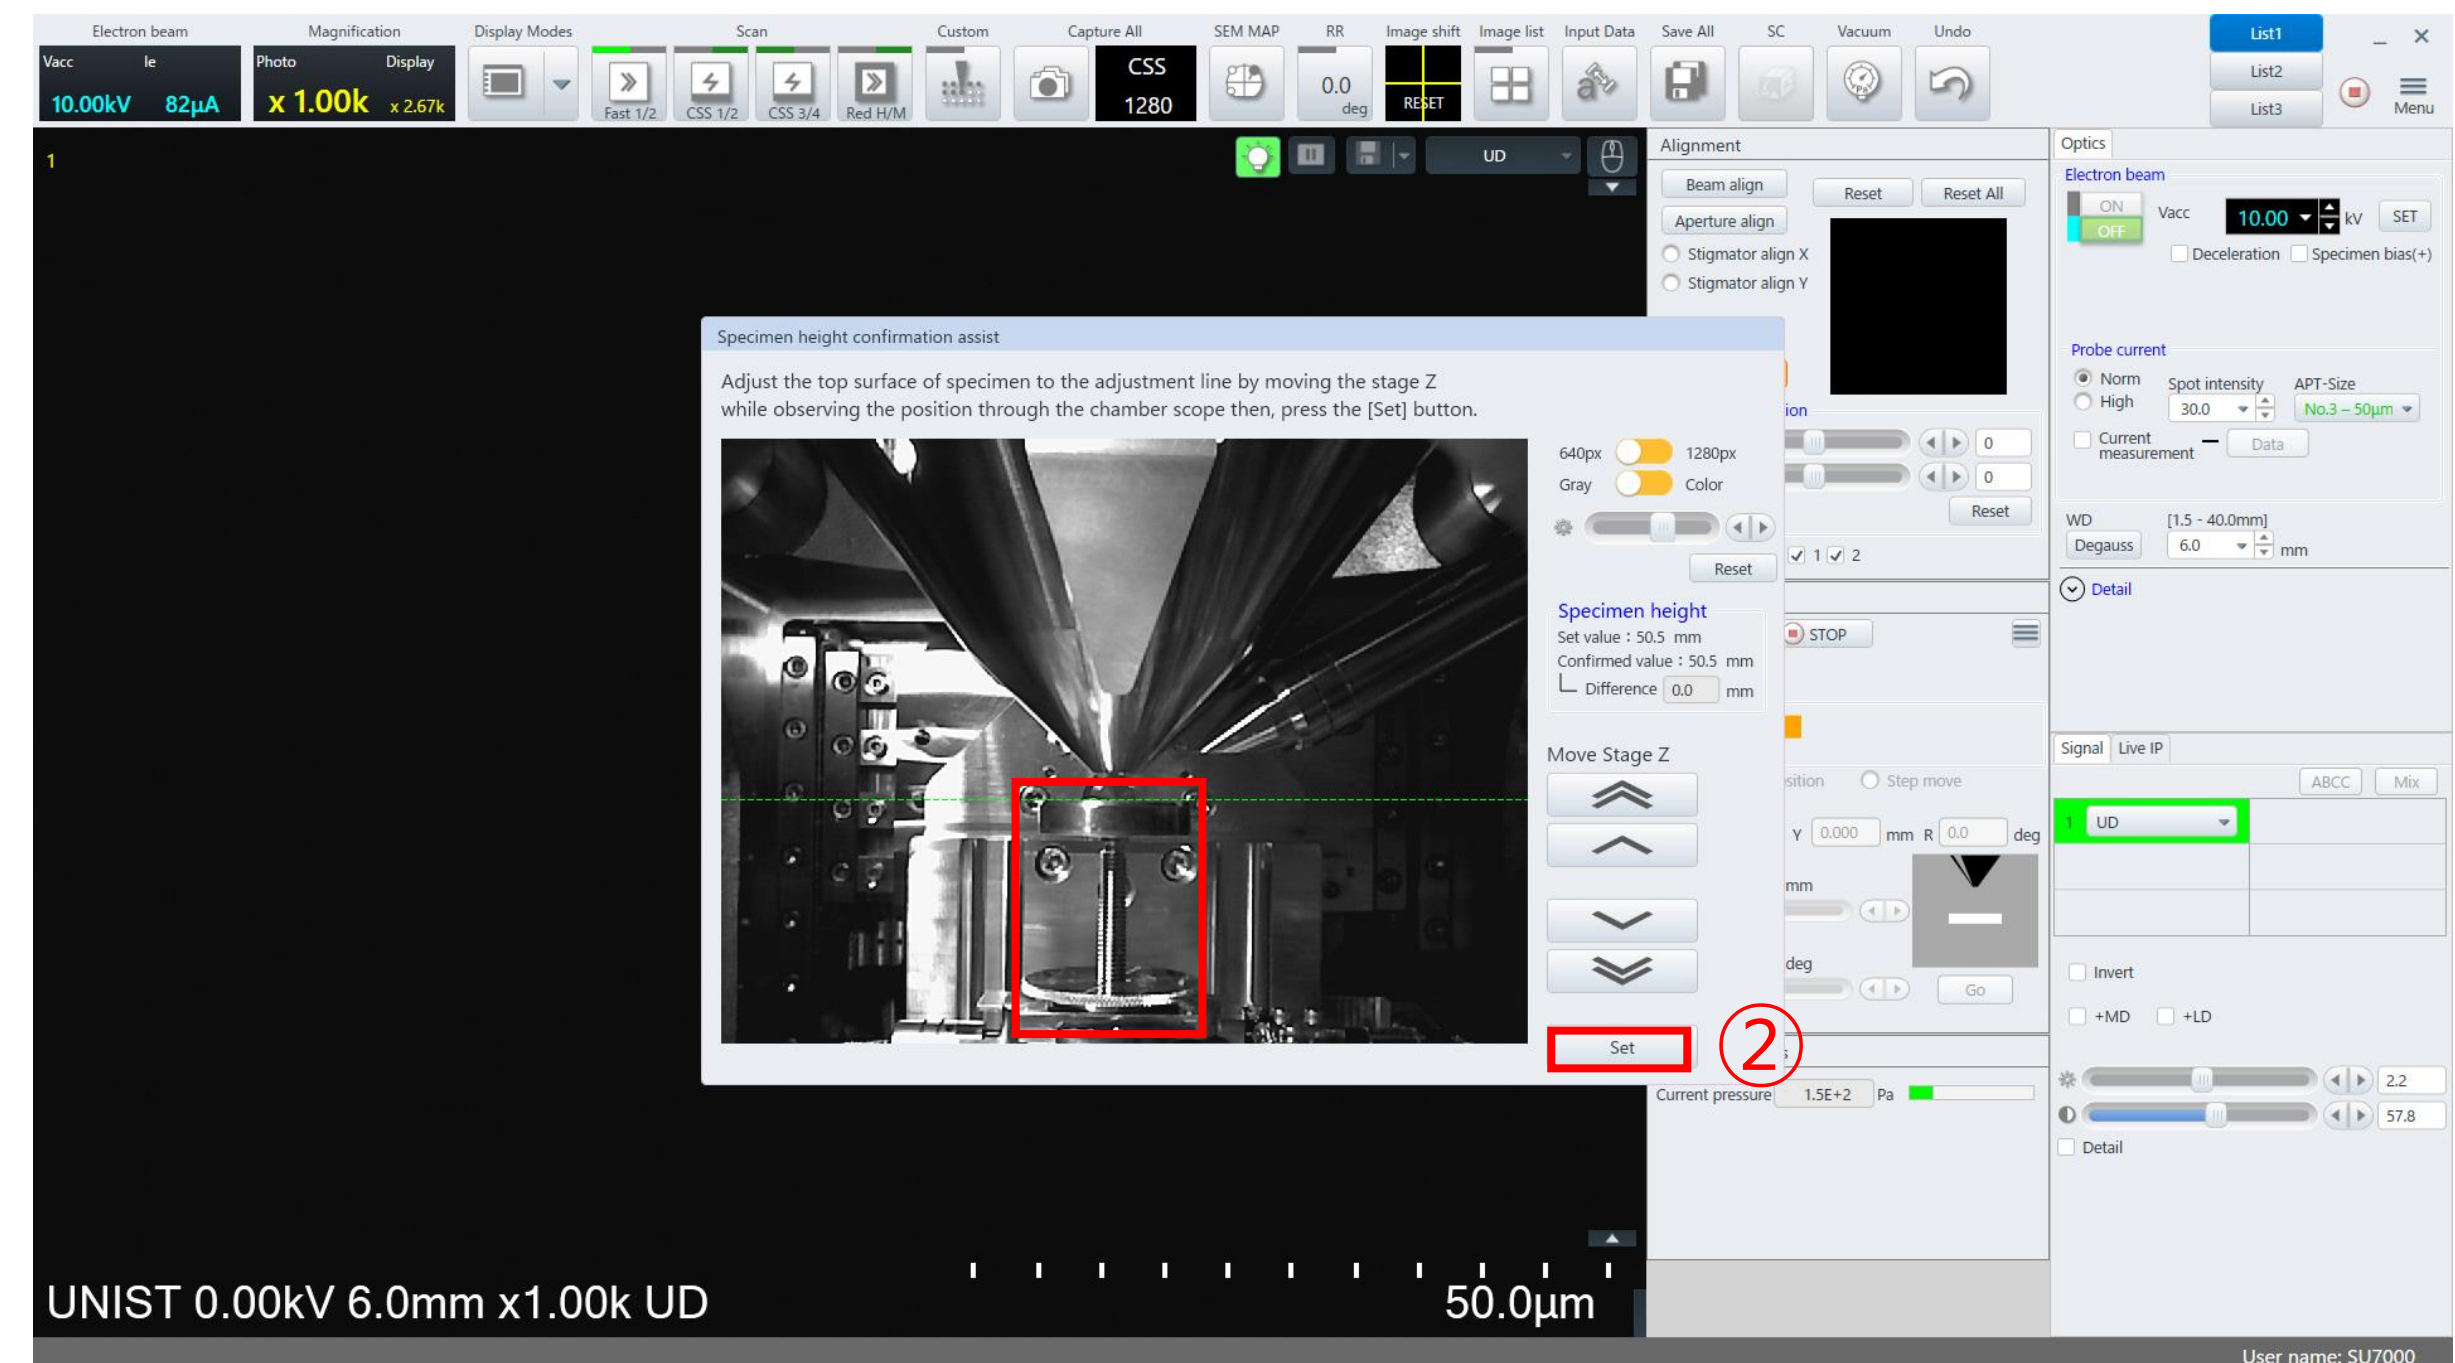 Electron beam
Magnification
Display Modes
Scan
Custom
Capture All
SEM MAP
RR
Image shift
Image list
Input Data
Save All
SC
Vacuum
Undo
List1
List2
List3
Menu
Vacc Ie
10.00kV 82µA
Photo Display
x 1.00k x 2.67k
Fast 1/2
CSS 1/2
CSS 3/4
Red H/M
CSS
1280
0.0
deg
RESET
1
UD
Alignment
Beam align
Reset
Reset All
Aperture align
Stigmator align X
Stigmator align Y
Optics
Electron beam
ON
OFF
Vacc
10.00
kV
SET
Deceleration
Specimen bias(+)
Probe current
Norm
High
Spot intensity
30.0
APT-Size
No.3 – 50µm
Current
measurement
Data
WD [1.5 - 40.0mm]
Degauss
6.0
mm
Detail
Specimen height confirmation assist
Adjust the top surface of specimen to the adjustment line by moving the stage Z
while observing the position through the chamber scope then, press the [Set] button.
640px 1280px
Gray Color
Reset
Specimen height
Set value : 50.5 mm
Confirmed value : 50.5 mm
Difference 0.0 mm
Move Stage Z
Set
②
ion
0
0
Reset
1 2
STOP
sition
Step move
Y 0.000 mm R 0.0 deg
mm
deg
Go
s
Current pressure 1.5E+2 Pa
Signal
Live IP
ABCC
Mix
1 UD
Invert
+MD
+LD
2.2
57.8
Detail
UNIST 0.00kV 6.0mm x1.00k UD
50.0µm
User name: SU7000